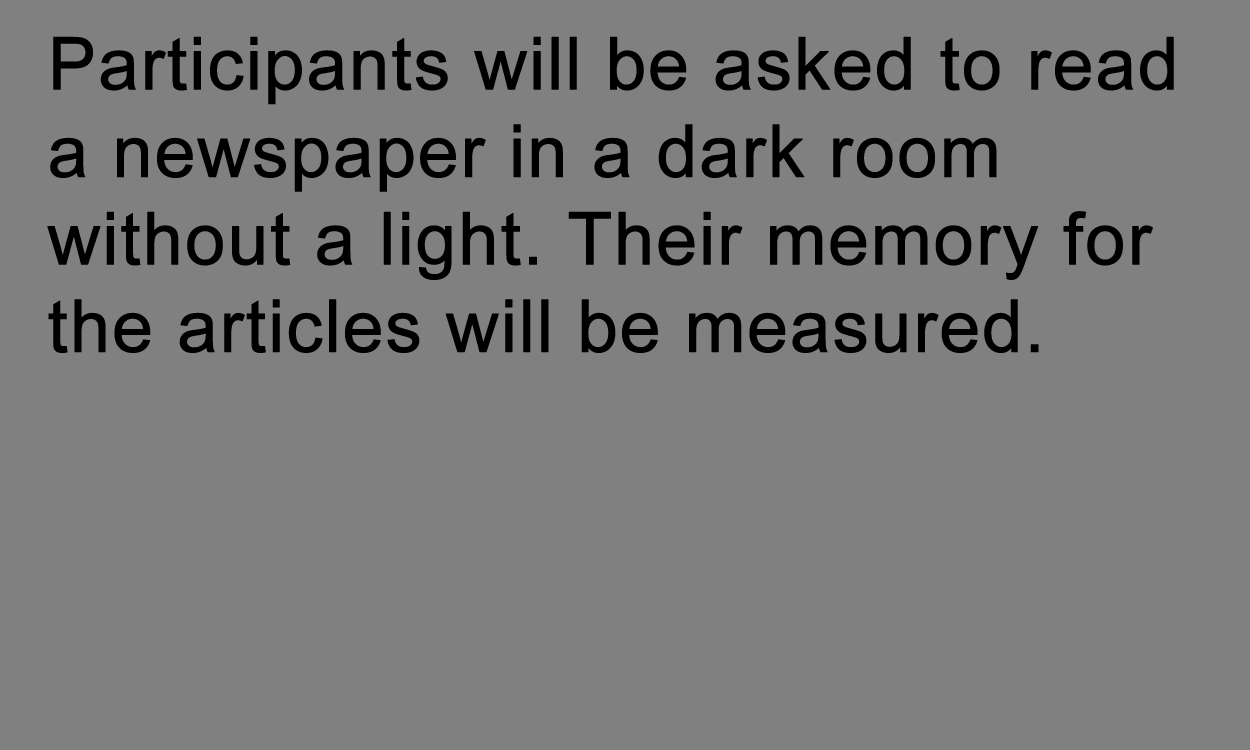 Participants will be asked to read
a newspaper in a dark room
without a light. Their memory for
the articles will be measured.